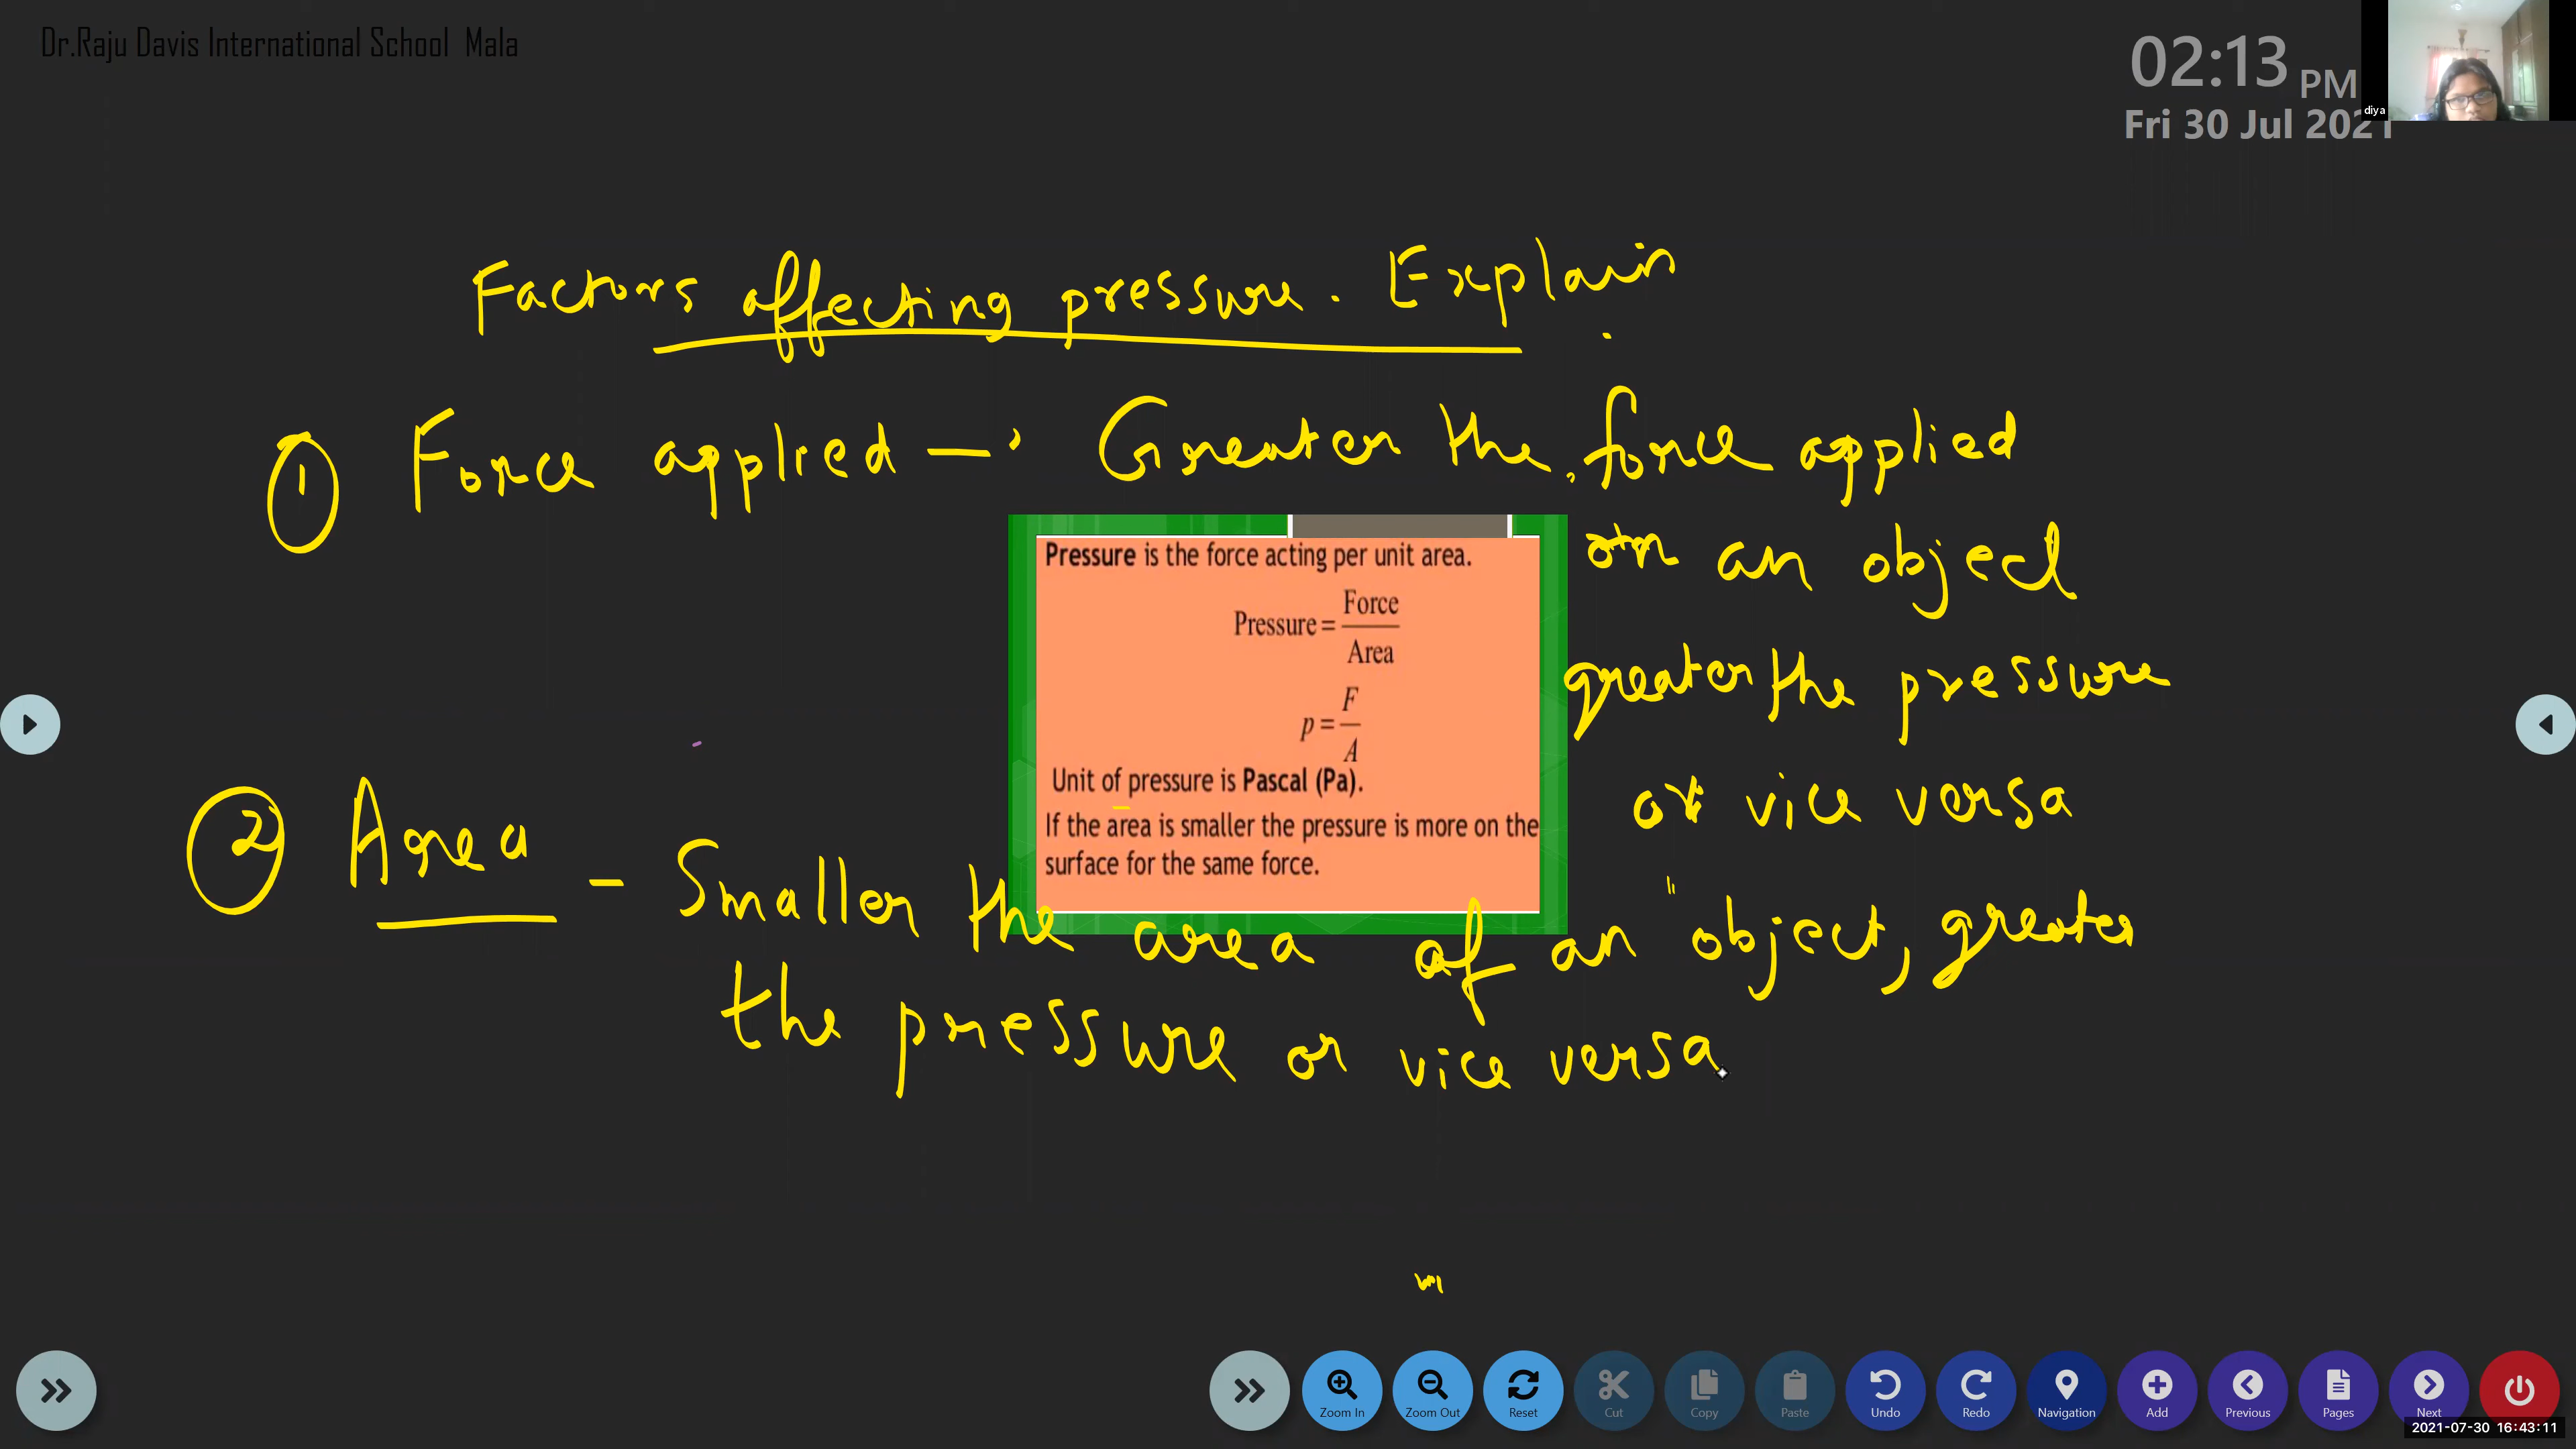 Dr.Raju Davis International School Mala
02:13 PM
Fri 30 Jul 2021
diya
Factors affecting pressure. Explain
1 Force applied → Greater the force applied
on an object
greater the pressure
or vice versa
Pressure is the force acting per unit area.
Pressure = Force
Area
p = F
A
Unit of pressure is Pascal (Pa).
If the area is smaller the pressure is more on the
surface for the same force.
2 Area - Smaller the area of an object, greater
the pressure or vice versa
Zoom In Zoom Out Reset Cut Copy Paste Undo Redo Navigation Add Previous Pages Next
2021-07-30 16:43:11